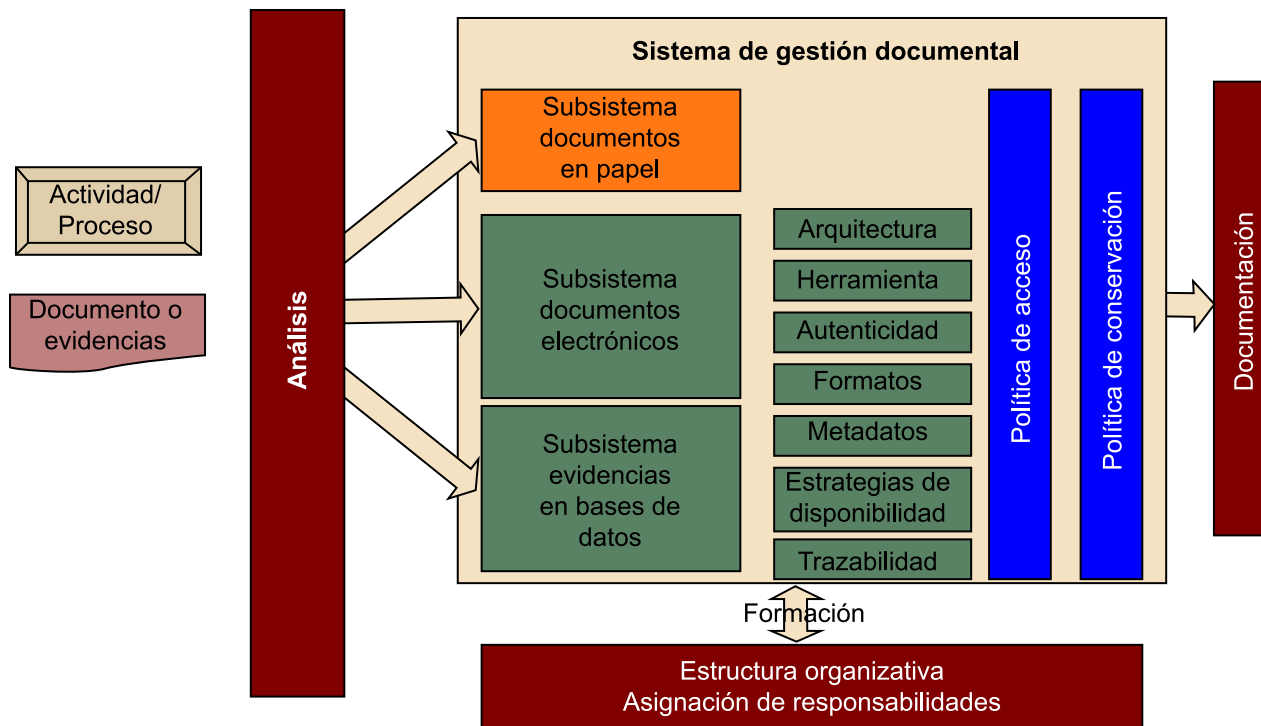 Sistema de gestión documental
Actividad/
Proceso
Documento o
evidencias
Análisis
Subsistema
documentos
en papel
Subsistema
documentos
electrónicos
Subsistema
evidencias
en bases de
datos
Arquitectura
Herramienta
Autenticidad
Formatos
Metadatos
Estrategias de
disponibilidad
Trazabilidad
Política de acceso
Política de conservación
Documentación
Formación
Estructura organizativa
Asignación de responsabilidades